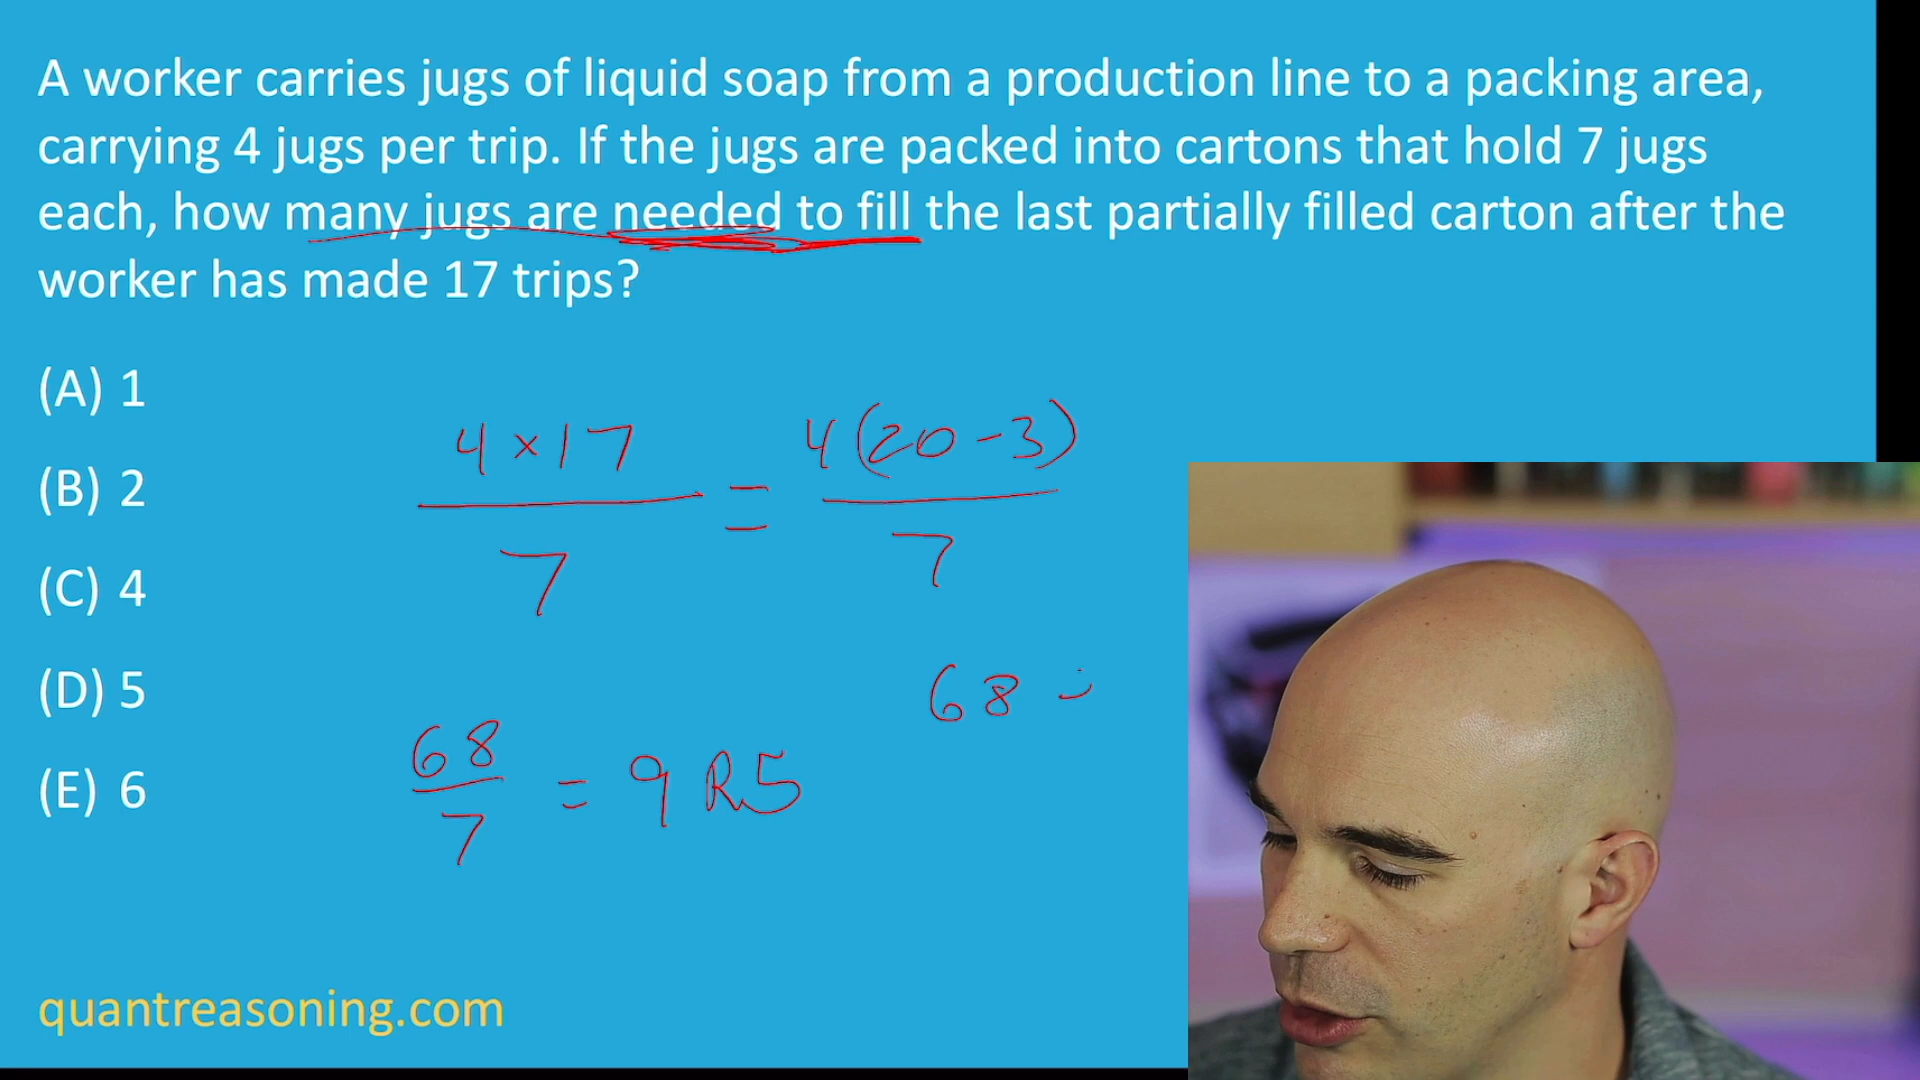 A worker carries jugs of liquid soap from a production line to a packing area,
carrying 4 jugs per trip. If the jugs are packed into cartons that hold 7 jugs
each, how many jugs are needed to fill the last partially filled carton after the
worker has made 17 trips?
(A) 1
(B) 2
(C) 4
(D) 5
(E) 6
4 × 17 / 7 = 4(20 - 3) / 7
68 =
68 / 7 = 9 R5
quantreasoning.com